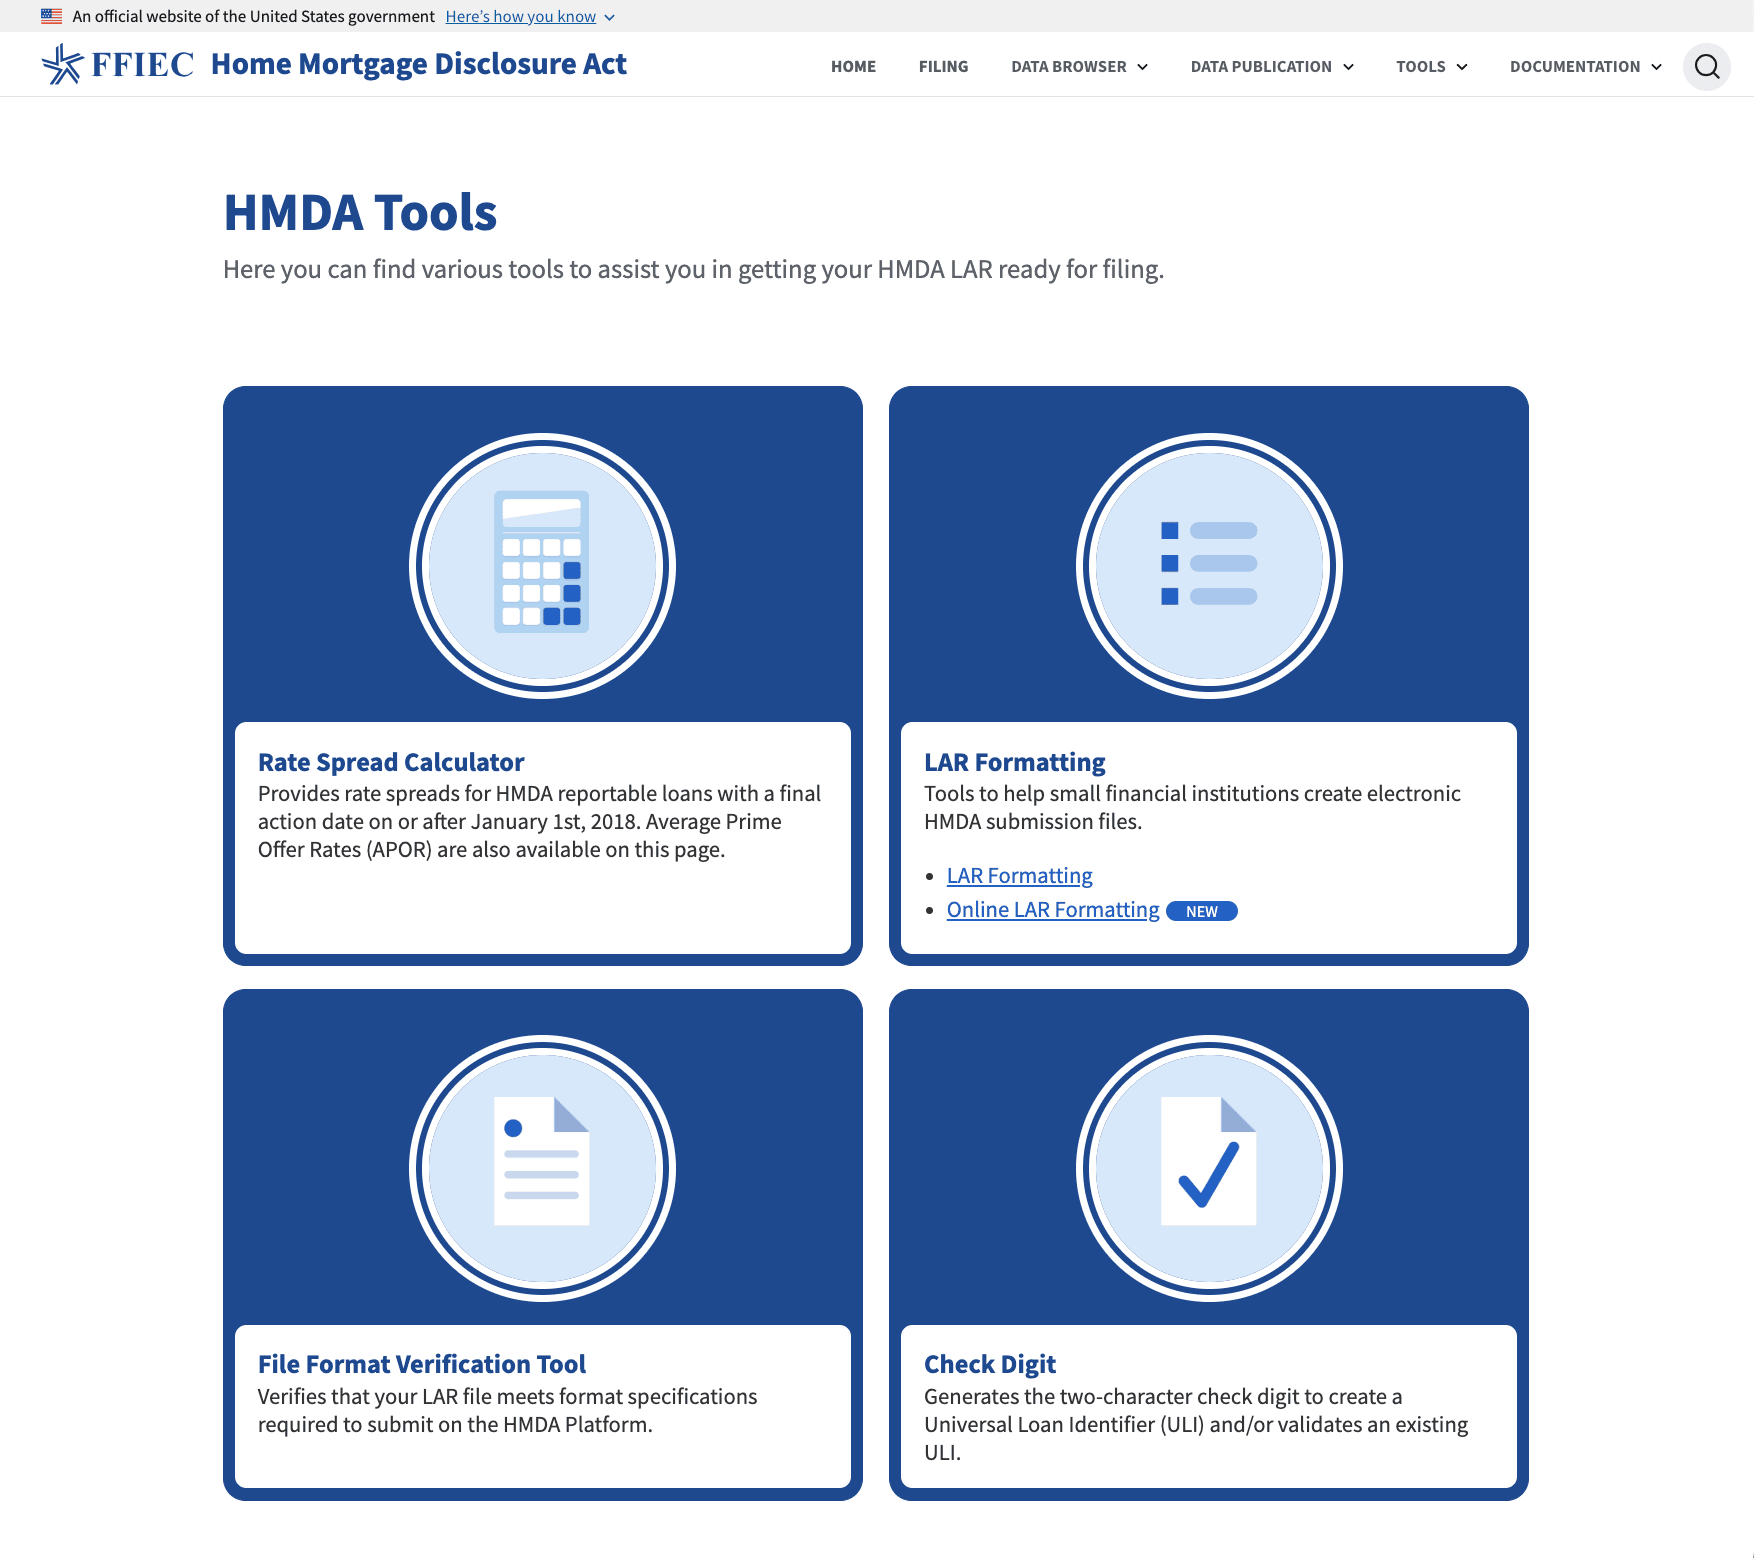 An official website of the United States government Here’s how you know
FFIEC Home Mortgage Disclosure Act
HOME FILING DATA BROWSER DATA PUBLICATION TOOLS DOCUMENTATION
HMDA Tools
Here you can find various tools to assist you in getting your HMDA LAR ready for filing.
Rate Spread Calculator
Provides rate spreads for HMDA reportable loans with a final
action date on or after January 1st, 2018. Average Prime
Offer Rates (APOR) are also available on this page.
LAR Formatting
Tools to help small financial institutions create electronic
HMDA submission files.
• LAR Formatting
• Online LAR Formatting NEW
File Format Verification Tool
Verifies that your LAR file meets format specifications
required to submit on the HMDA Platform.
Check Digit
Generates the two-character check digit to create a
Universal Loan Identifier (ULI) and/or validates an existing
ULI.